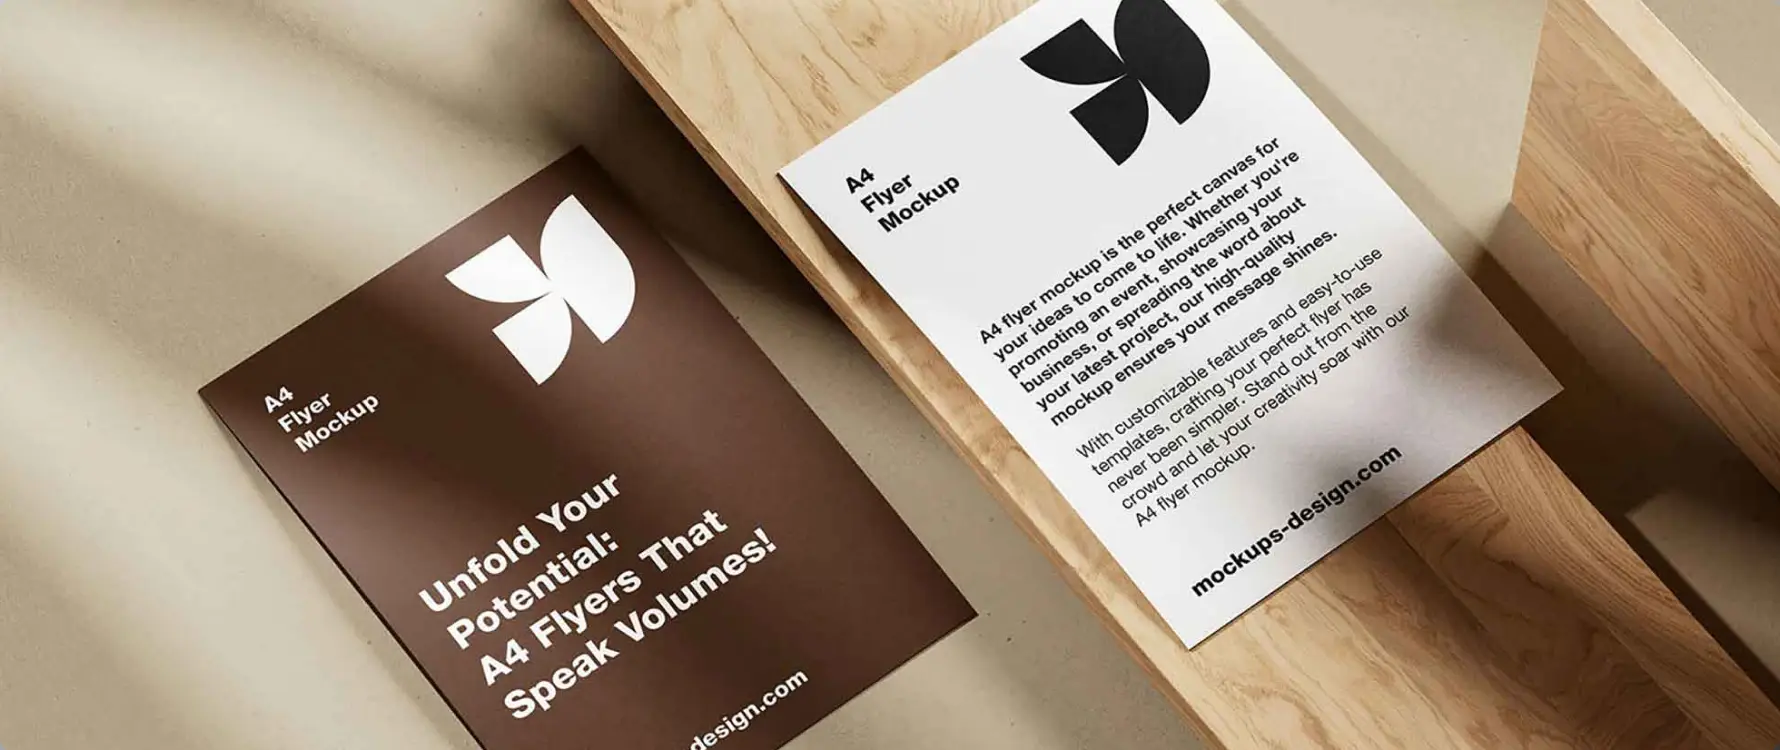 A4
Flyer
Mockup
Unfold Your
Potential:
A4 Flyers That
Speak Volumes!
design.com
A4
Flyer
Mockup
A4 flyer mockup is the perfect canvas for
your ideas to come to life. Whether you're
promoting an event, showcasing your
business, or spreading the word about
your latest project, our high-quality
mockup ensures your message shines.
With customizable features and easy-to-use
templates, crafting your perfect flyer has
never been simpler. Stand out from the
crowd and let your creativity soar with our
A4 flyer mockup.
mockups-design.com